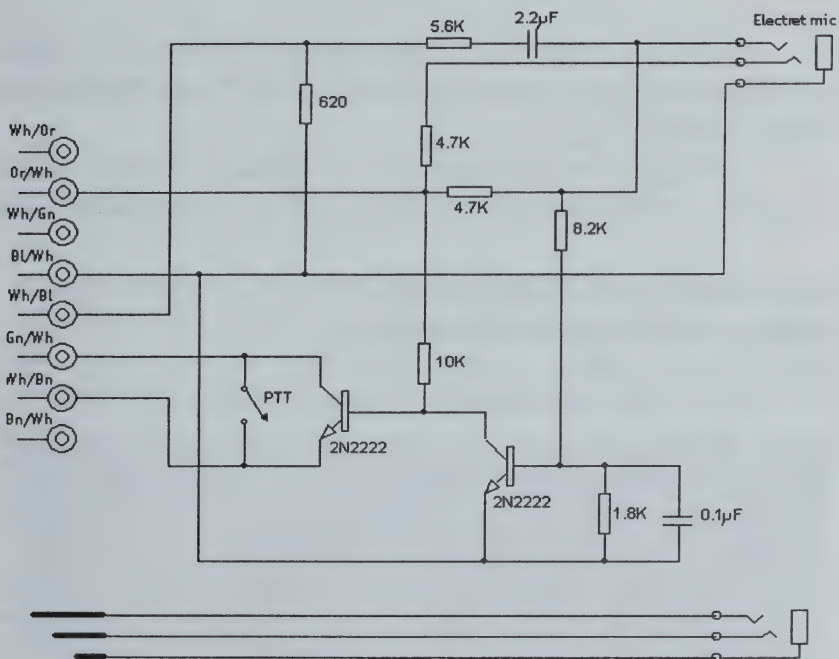 Electret mic
2.2µF
5.6K
620
Wh/Or
4.7K
Or/Wh
4.7K
Wh/Gn
8.2K
Bl/Wh
Wh/Bl
Gn/Wh
10K
Wh/Bn
PTT
Bn/Wh
2N2222
2N2222
1.8K
0.1µF